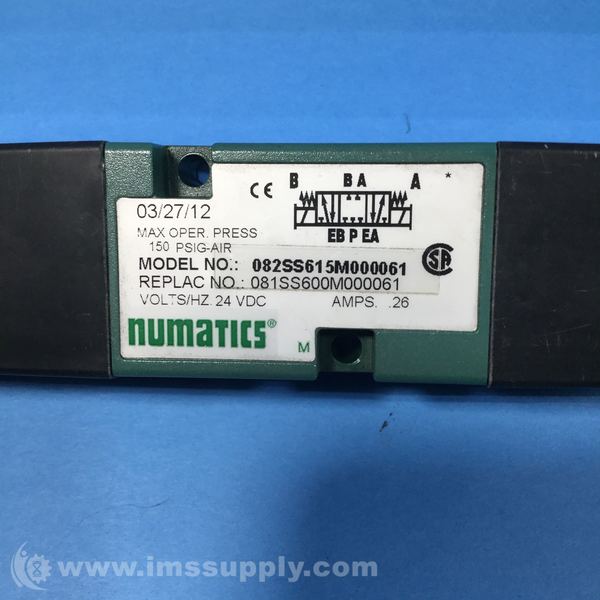 B BA A *
CE
03/27/12
EB P EA
MAX OPER. PRESS
150 PSIG-AIR
MODEL NO.: 082SS615M000061
REPLAC NO.: 081SS600M000061
VOLTS/HZ. 24 VDC AMPS. .26
numatics®
M
www.imssupply.com